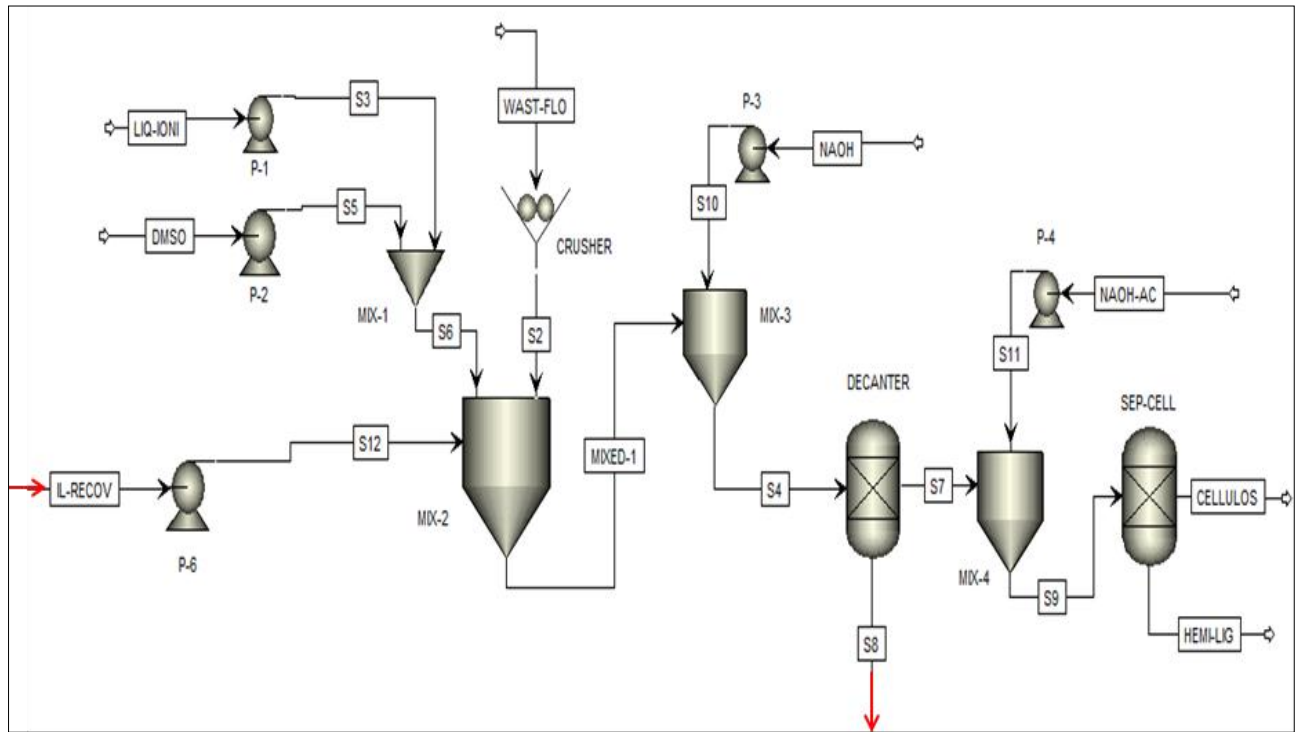 S3
WAST-FLO
P-3
LIQ-IONI
NAOH
P-1
S5
S10
DMSO
CRUSHER
P-4
P-2
NAOH-AC
MIX-1
MIX-3
S6
S2
S11
DECANTER
SEP-CELL
S12
MIXED-1
IL-RECOV
S4
S7
CELLULOS
MIX-2
P-6
MIX-4
S9
HEMI-LIG
S8